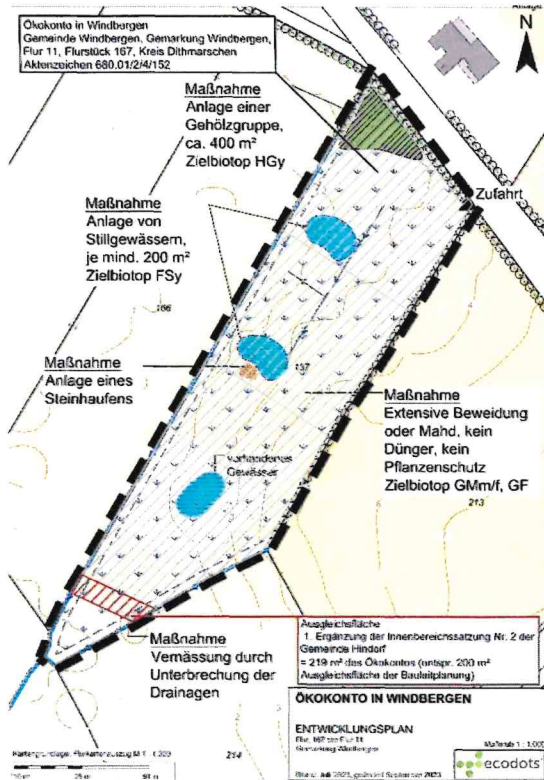 Anlage
Ökokonto in Windbergen
Gemeinde Windbergen, Gemarkung Windbergen,
Flur 11, Flurstück 167, Kreis Dithmarschen
Aktenzeichen 680.01/2/4/152
N
Maßnahme
Anlage einer
Gehölzgruppe,
ca. 400 m²
Zielbiotop HGy
Zufahrt
Maßnahme
Anlage von
Stillgewässern,
je mind. 200 m²
Zielbiotop FSy
166
Maßnahme
Anlage eines
Steinhaufens
Maßnahme
Extensive Beweidung
oder Mahd, kein
Dünger, kein
Pflanzenschutz
Zielbiotop GMm/f, GF
213
vorhandenes
Gewässer
Maßnahme
Vernässung durch
Unterbrechung der
Drainagen
Ausgleichsfläche
1. Ergänzung der Innenbereichssatzung Nr. 2 der
Gemeinde Hindorf
= 219 m² des Ökokontos (entspr. 200 m²
Ausgleichsfläche der Bauleitplanung)
ÖKOKONTO IN WINDBERGEN
ENTWICKLUNGSPLAN
Gemarkung Windbergen
214
ecodots